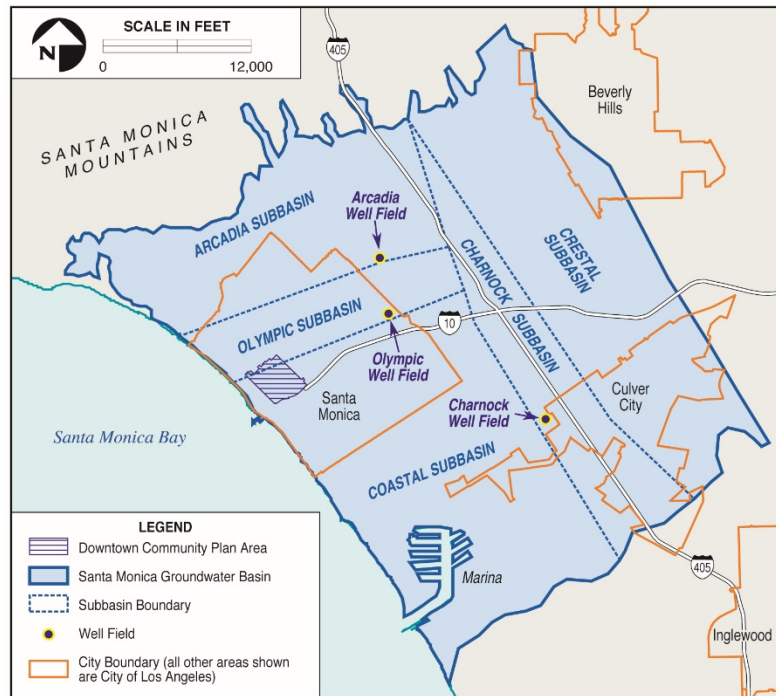 SCALE IN FEET
N
0
12,000
405
Beverly
Hills
SANTA MONICA
MOUNTAINS
ARCADIA SUBBASIN
Arcadia
Well Field
CRESTAL
SUBBASIN
CHARNOCK SUBBASIN
OLYMPIC SUBBASIN
10
Olympic
Well Field
Santa
Monica
Culver
City
Charnock
Well Field
Santa Monica Bay
COASTAL SUBBASIN
LEGEND
Downtown Community Plan Area
Santa Monica Groundwater Basin
Subbasin Boundary
Well Field
City Boundary (all other areas shown
are City of Los Angeles)
Marina
405
Inglewood